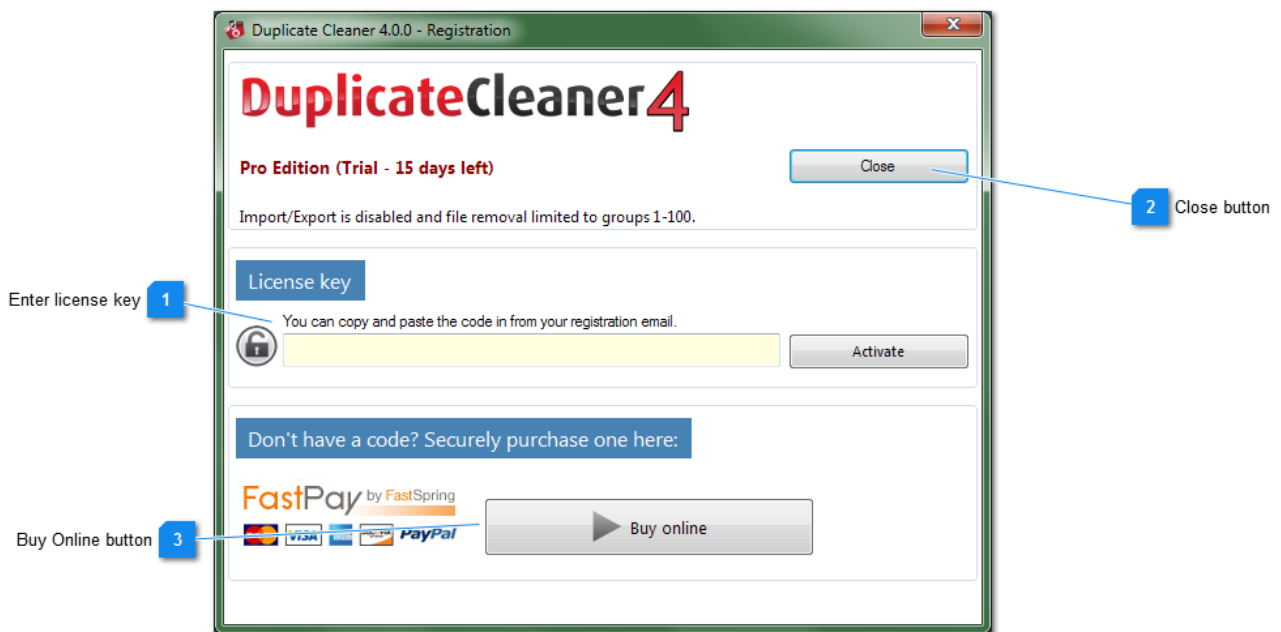 Duplicate Cleaner 4.0.0 - Registration
DuplicateCleaner4
Pro Edition (Trial - 15 days left)
Close
2 Close button
Import/Export is disabled and file removal limited to groups 1-100.
License key
Enter license key 1
You can copy and paste the code in from your registration email.
Activate
Don't have a code? Securely purchase one here:
FastPay by FastSpring
VISA PayPal
Buy online
Buy Online button 3